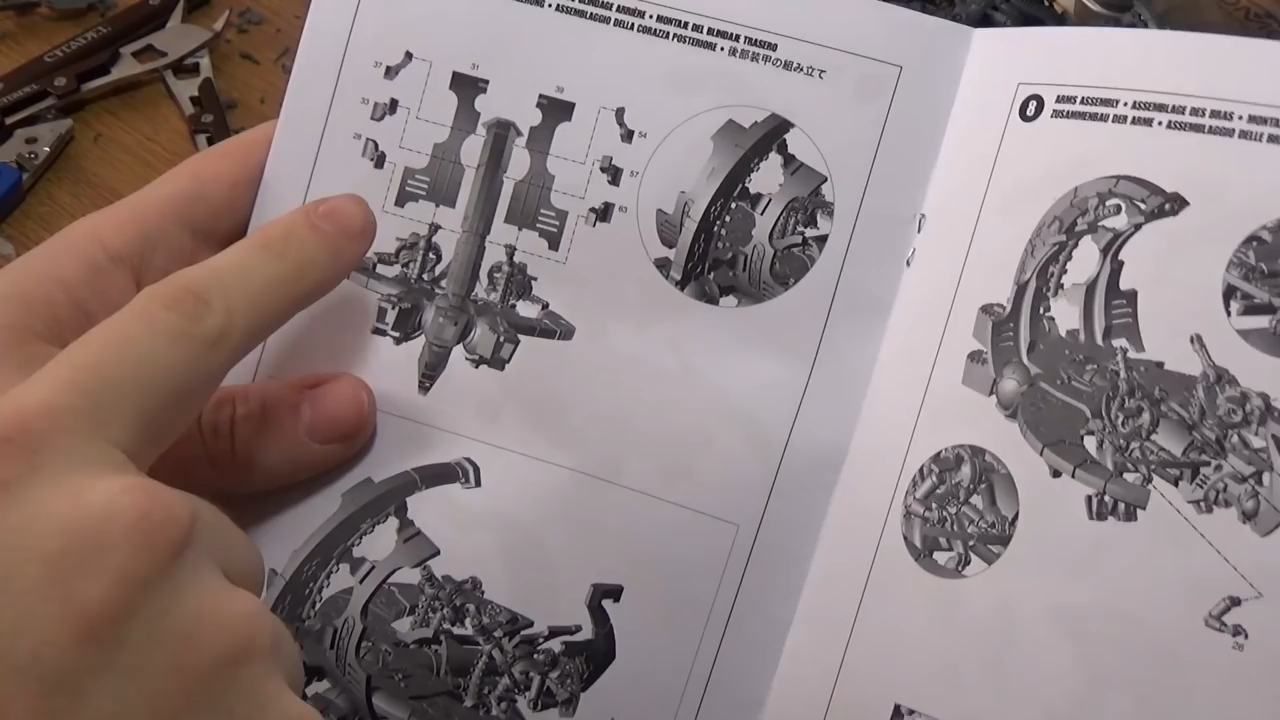 CITADEL
BLINDAGE ARRIÈRE • MONTAJE DEL BLINDAJE TRASERO
• ASSEMBLAGGIO DELLA CORAZZA POSTERIORE • 後部装甲の組み立て
37
31
39
33
54
28
57
63
8
ARMS ASSEMBLY • ASSEMBLAGE DES BRAS •
ZUSAMMENBAU DER ARME • ASSEMBLAGGIO DELLE
26